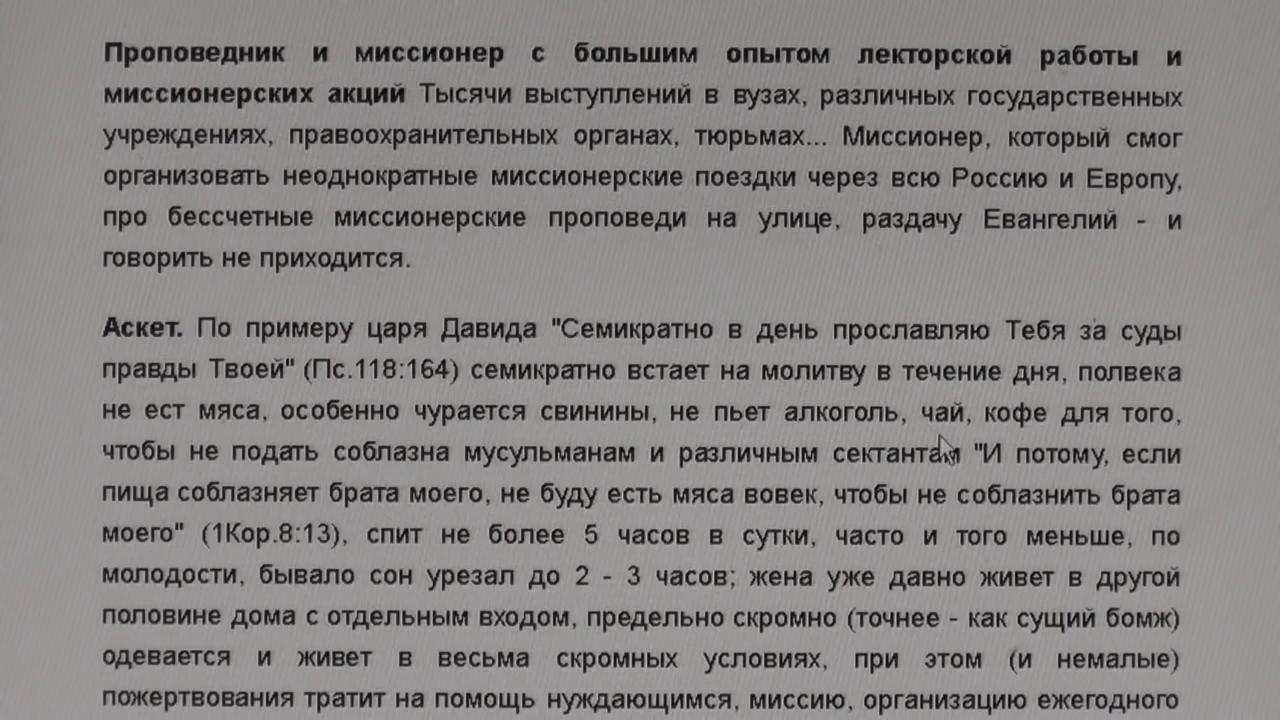 Проповедник и миссионер с большим опытом лекторской работы и
миссионерских акций Тысячи выступлений в вузах, различных государственных
учреждениях, правоохранительных органах, тюрьмах... Миссионер, который смог
организовать неоднократные миссионерские поездки через всю Россию и Европу,
про бессчетные миссионерские проповеди на улице, раздачу Евангелий - и
говорить не приходится.
Аскет. По примеру царя Давида "Семикратно в день прославляю Тебя за суды
правды Твоей" (Пс.118:164) семикратно встает на молитву в течение дня, полвека
не ест мяса, особенно чурается свинины, не пьет алкоголь, чай, кофе для того,
чтобы не подать соблазна мусульманам и различным сектантам "И потому, если
пища соблазняет брата моего, не буду есть мяса вовек, чтобы не соблазнить брата
моего" (1Кор.8:13), спит не более 5 часов в сутки, часто и того меньше, по
молодости, бывало сон урезал до 2 - 3 часов; жена уже давно живет в другой
половине дома с отдельным входом, предельно скромно (точнее - как сущий бомж)
одевается и живет в весьма скромных условиях, при этом (и немалые)
пожертвования тратит на помощь нуждающимся, миссию, организацию ежегодного